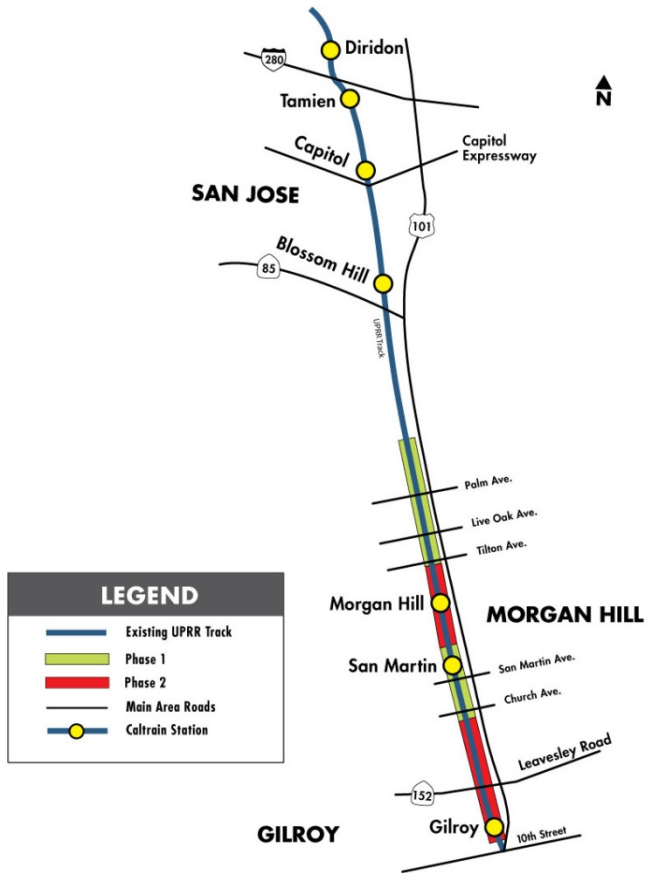 Diridon
280
N
Tamien
Capitol
Capitol
Expressway
SAN JOSE
101
Blossom Hill
85
UPRR Track
Palm Ave.
Live Oak Ave.
Tilton Ave.
Morgan Hill
MORGAN HILL
San Martin
San Martin Ave.
Church Ave.
Leavesley Road
152
GILROY
Gilroy
10th Street
LEGEND
Existing UPRR Track
Phase 1
Phase 2
Main Area Roads
Caltrain Station